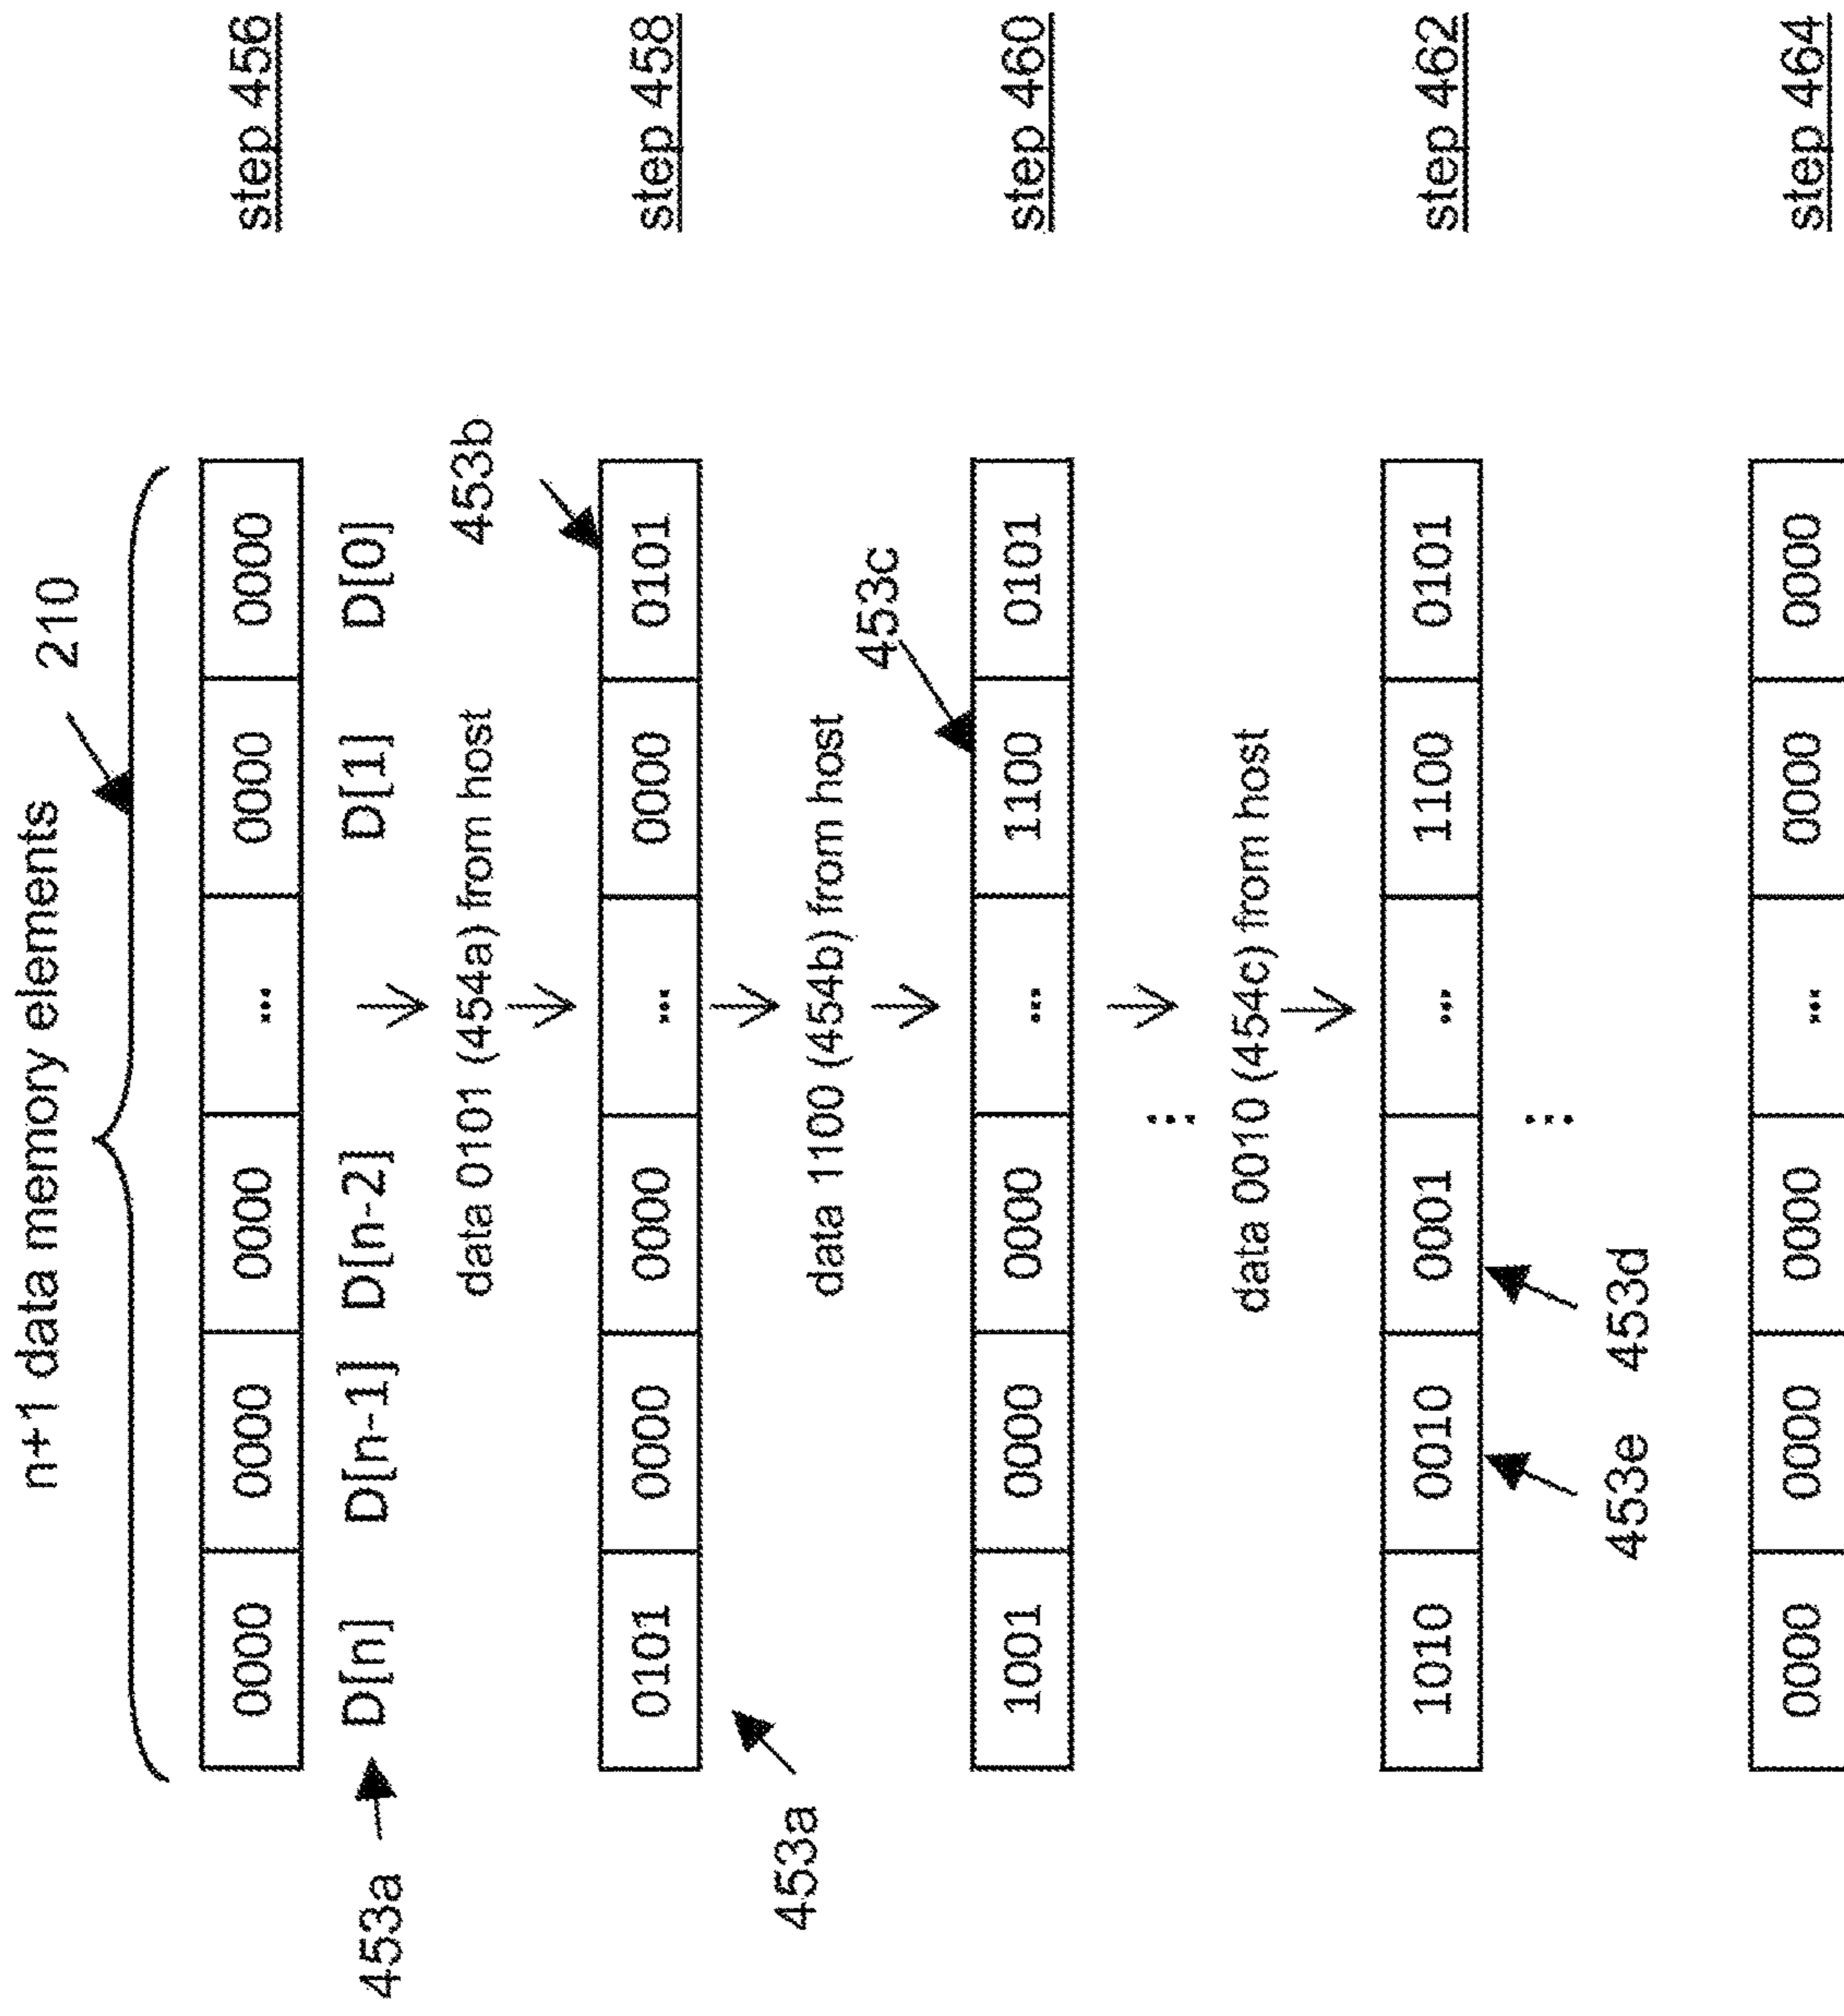 n+1 data memory elements
210
0000 0000 0000 ... 0000 0000 step 456
453a D[n] D[n-1] D[n-2] D[1] D[0]
data 0101 (454a) from host
453b
0101 0000 0000 ... 0000 0101 step 458
453a
data 1100 (454b) from host
453c
1001 0000 0000 ... 1100 0101 step 460
⋮
data 0010 (454c) from host
1010 0010 0001 ... 1100 0101 step 462
⋮
453e 453d
0000 0000 0000 ... 0000 0000 step 464